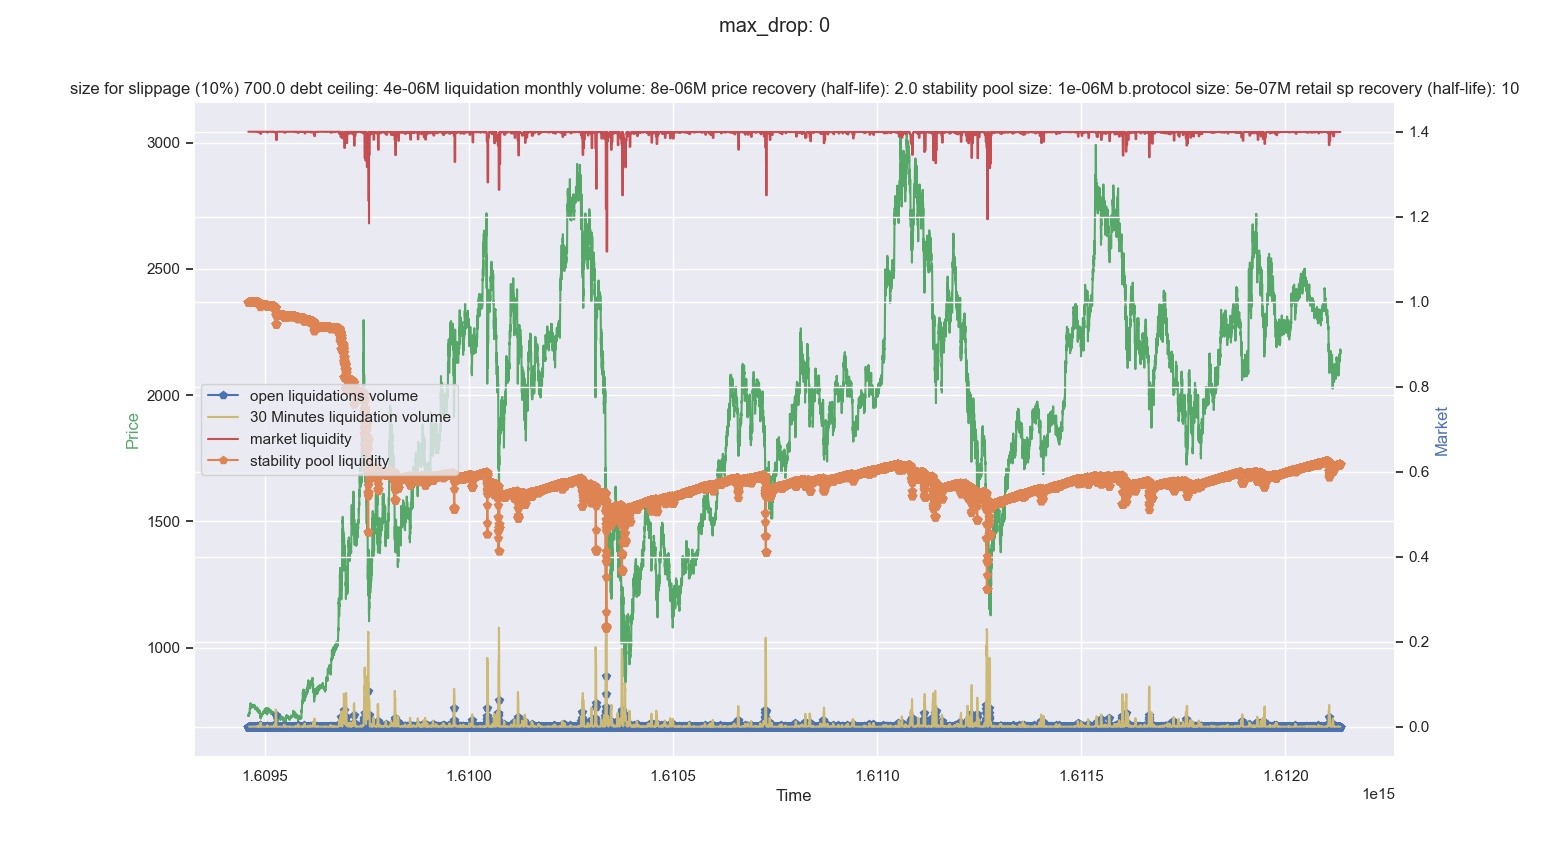 max_drop: 0
size for slippage (10%) 700.0 debt ceiling: 4e-06M liquidation monthly volume: 8e-06M price recovery (half-life): 2.0 stability pool size: 1e-06M b.protocol size: 5e-07M retail sp recovery (half-life): 10
3000
2500
2000
1500
1000
Price
open liquidations volume
30 Minutes liquidation volume
market liquidity
stability pool liquidity
1.4
1.2
1.0
0.8
0.6
0.4
0.2
0.0
Market
1.6095
1.6100
1.6105
1.6110
1.6115
1.6120
Time
1e15